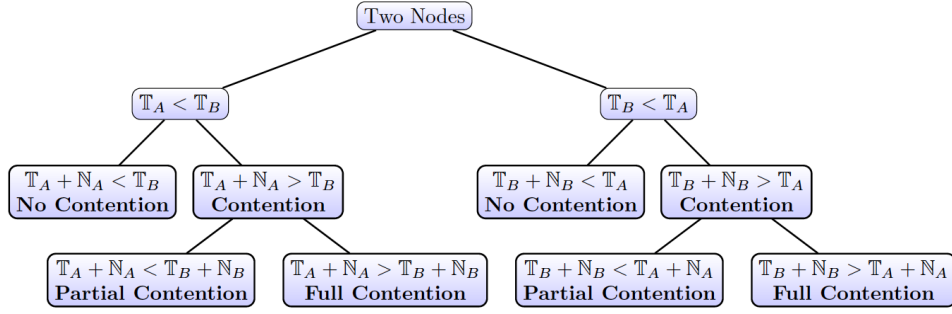 Two Nodes
𝕋_A < 𝕋_B
𝕋_B < 𝕋_A
𝕋_A + ℕ_A < 𝕋_B
No Contention
𝕋_A + ℕ_A > 𝕋_B
Contention
𝕋_B + ℕ_B < 𝕋_A
No Contention
𝕋_B + ℕ_B > 𝕋_A
Contention
𝕋_A + ℕ_A < 𝕋_B + ℕ_B
Partial Contention
𝕋_A + ℕ_A > 𝕋_B + ℕ_B
Full Contention
𝕋_B + ℕ_B < 𝕋_A + ℕ_A
Partial Contention
𝕋_B + ℕ_B > 𝕋_A + ℕ_A
Full Contention